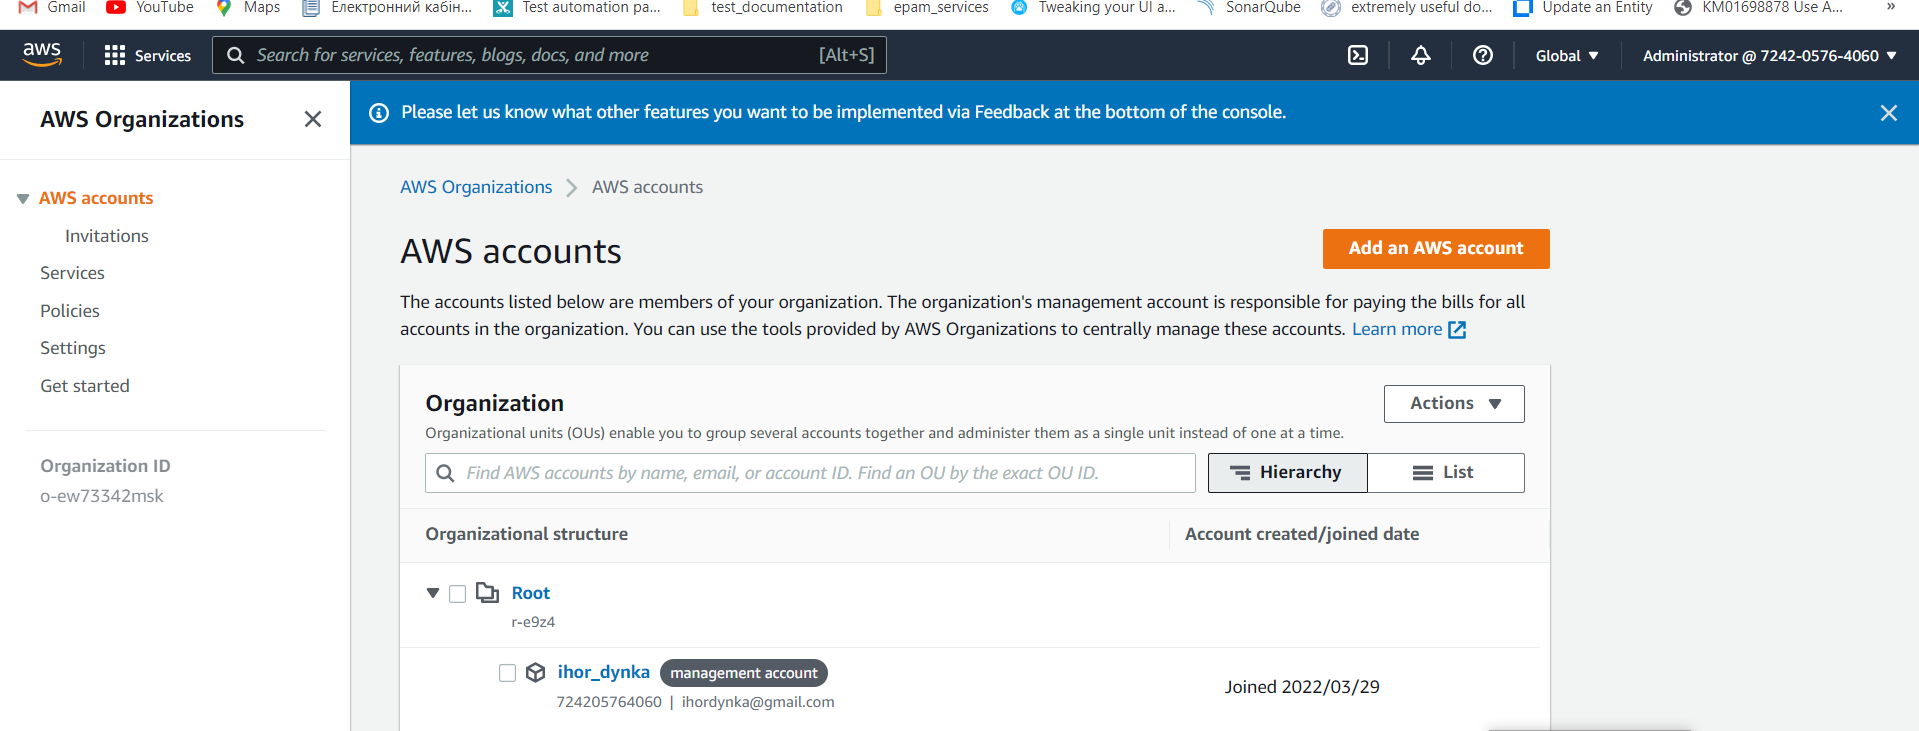 Gmail YouTube Maps Електронний кабін... Test automation pa... test_documentation epam_services Tweaking your UI a... SonarQube extremely useful do... Update an Entity KM01698878 Use A... »
aws Services Search for services, features, blogs, docs, and more [Alt+S] Global Administrator @ 7242-0576-4060
AWS Organizations
Please let us know what other features you want to be implemented via Feedback at the bottom of the console.
AWS accounts
Invitations
Services
Policies
Settings
Get started
Organization ID
o-ew73342msk
AWS Organizations AWS accounts
AWS accounts
Add an AWS account
The accounts listed below are members of your organization. The organization's management account is responsible for paying the bills for all
accounts in the organization. You can use the tools provided by AWS Organizations to centrally manage these accounts. Learn more
Organization
Actions
Organizational units (OUs) enable you to group several accounts together and administer them as a single unit instead of one at a time.
Find AWS accounts by name, email, or account ID. Find an OU by the exact OU ID. Hierarchy List
Organizational structure Account created/joined date
Root
r-e9z4
ihor_dynka management account
724205764060 | ihordynka@gmail.com
Joined 2022/03/29